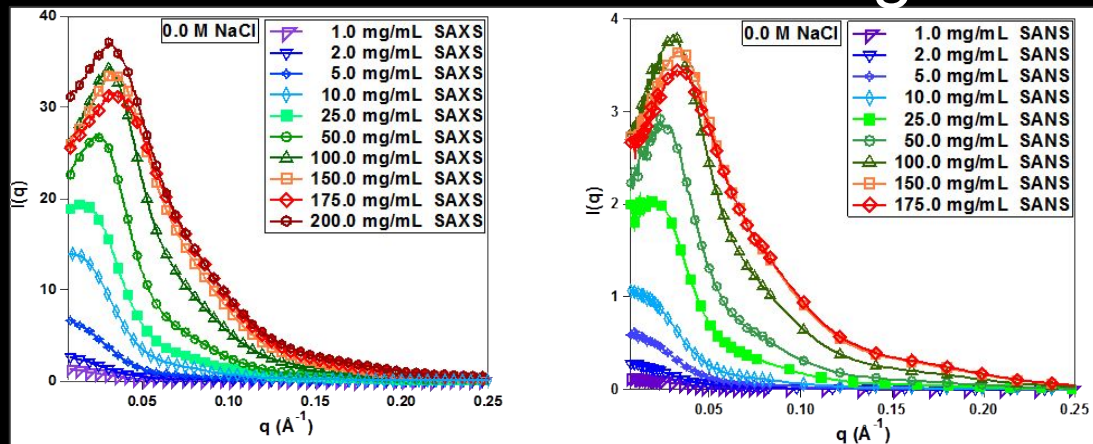 0.0 M NaCl
1.0 mg/mL SAXS
2.0 mg/mL SAXS
5.0 mg/mL SAXS
10.0 mg/mL SAXS
25.0 mg/mL SAXS
50.0 mg/mL SAXS
100.0 mg/mL SAXS
150.0 mg/mL SAXS
175.0 mg/mL SAXS
200.0 mg/mL SAXS
I(q)
40
30
20
10
0
0.05 0.10 0.15 0.20 0.25
q (Å⁻¹)
0.0 M NaCl
1.0 mg/mL SANS
2.0 mg/mL SANS
5.0 mg/mL SANS
10.0 mg/mL SANS
25.0 mg/mL SANS
50.0 mg/mL SANS
100.0 mg/mL SANS
150.0 mg/mL SANS
175.0 mg/mL SANS
I(q)
4
3
2
1
0
0.05 0.10 0.15 0.20 0.25
q (Å⁻¹)